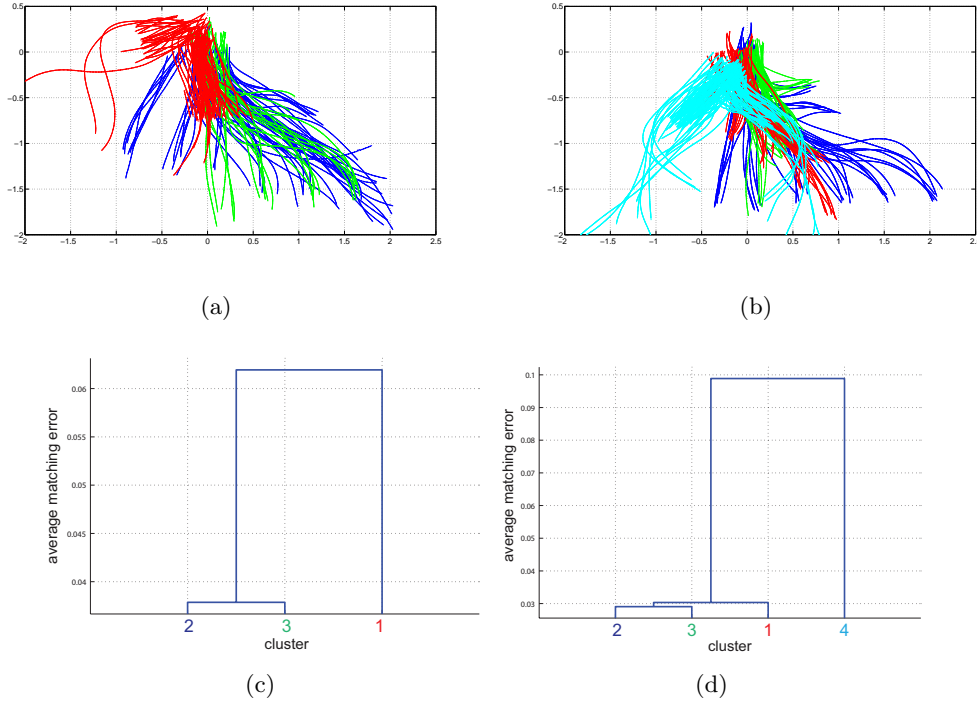 0.5
0
−0.5
−1
−1.5
−2
−2 −1.5 −1 −0.5 0 0.5 1 1.5 2 2.5
(a)
0.5
0
−0.5
−1
−1.5
−2
−2 −1.5 −1 −0.5 0 0.5 1 1.5 2 2.
(b)
average matching error
0.06
0.055
0.05
0.045
0.04
2 3 1
cluster
(c)
average matching error
0.1
0.09
0.08
0.07
0.06
0.05
0.04
0.03
2 3 1 4
cluster
(d)